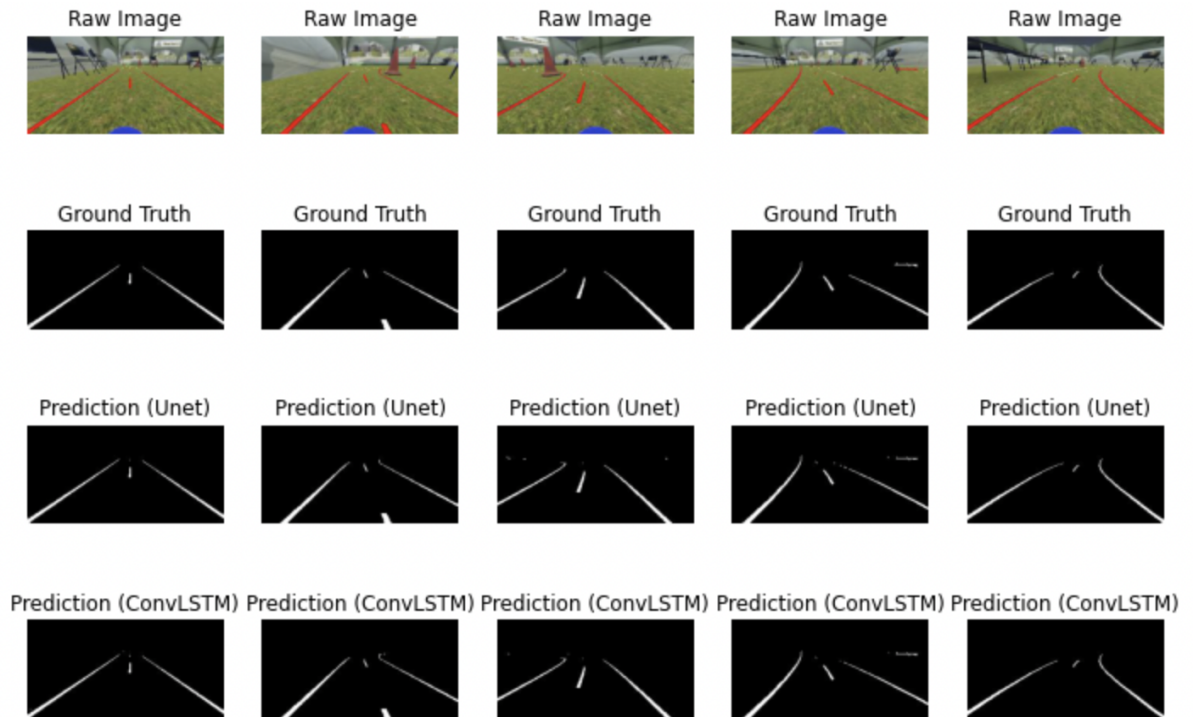 Raw Image Raw Image Raw Image Raw Image Raw Image
Ground Truth Ground Truth Ground Truth Ground Truth Ground Truth
Prediction (Unet) Prediction (Unet) Prediction (Unet) Prediction (Unet) Prediction (Unet)
Prediction (ConvLSTM) Prediction (ConvLSTM) Prediction (ConvLSTM) Prediction (ConvLSTM) Prediction (ConvLSTM)